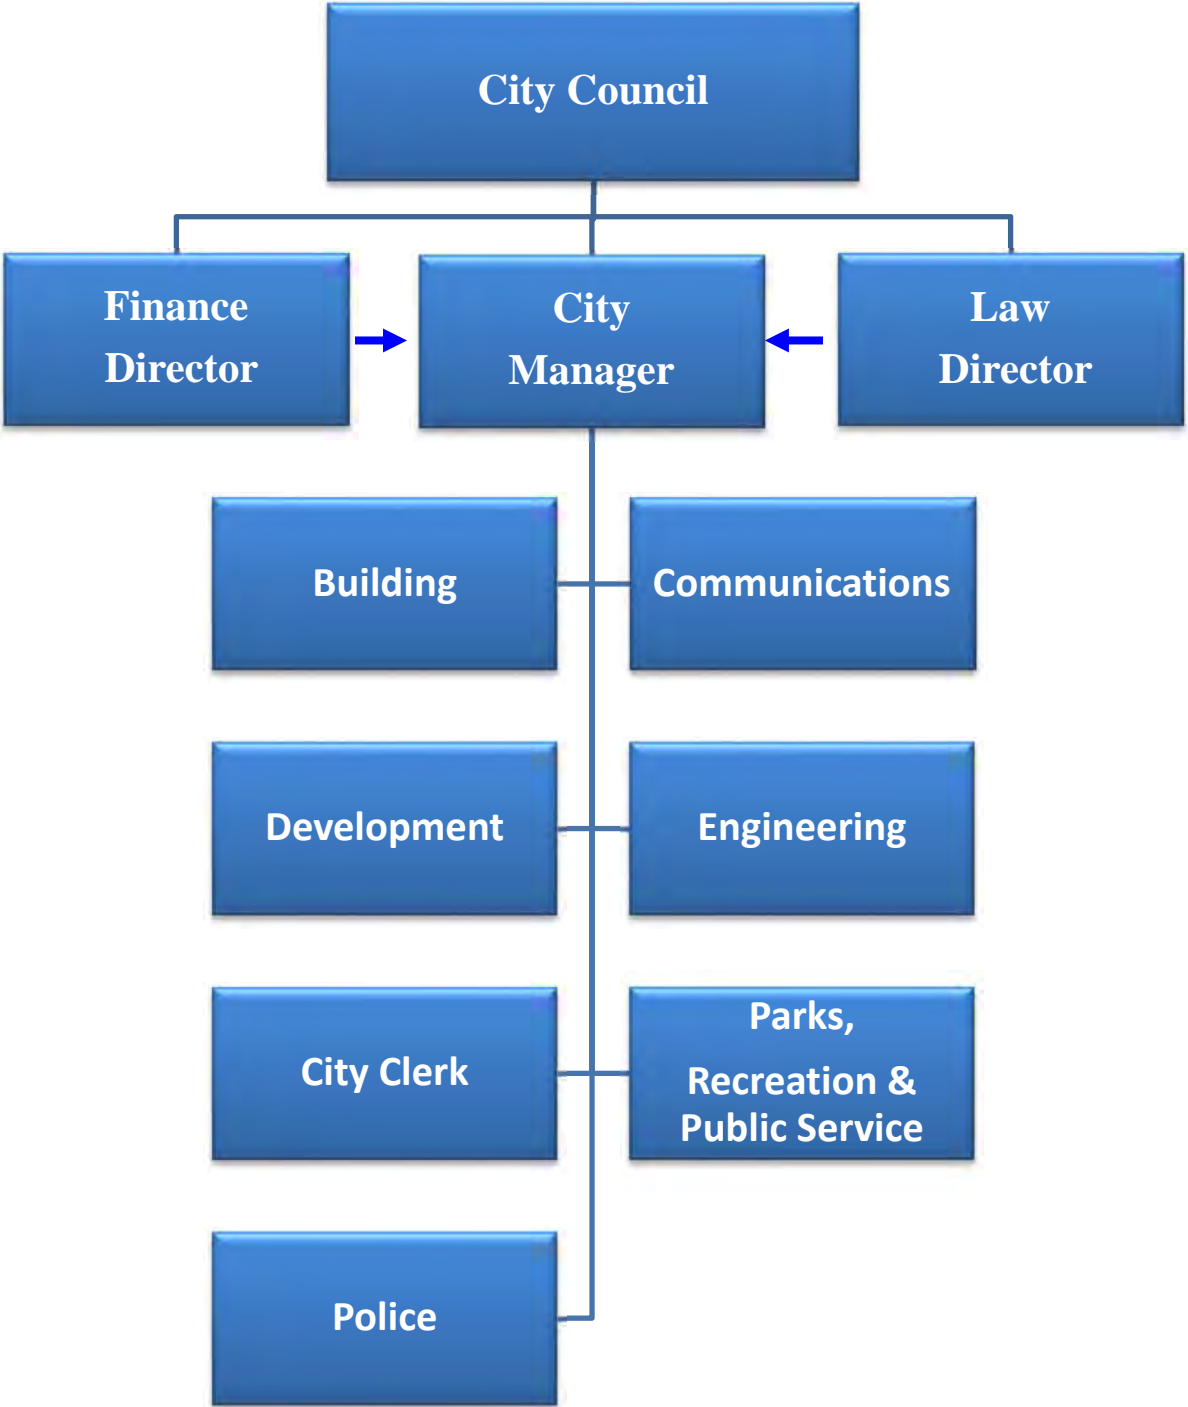 City Council
Finance
Director
City
Manager
Law
Director
Building
Communications
Development
Engineering
City Clerk
Parks,
Recreation &
Public Service
Police